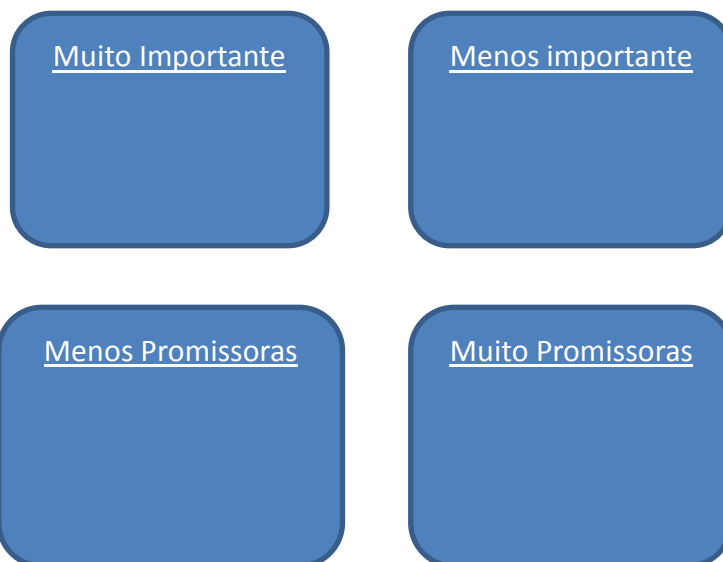 Muito Importante
Menos importante
Menos Promissoras
Muito Promissoras